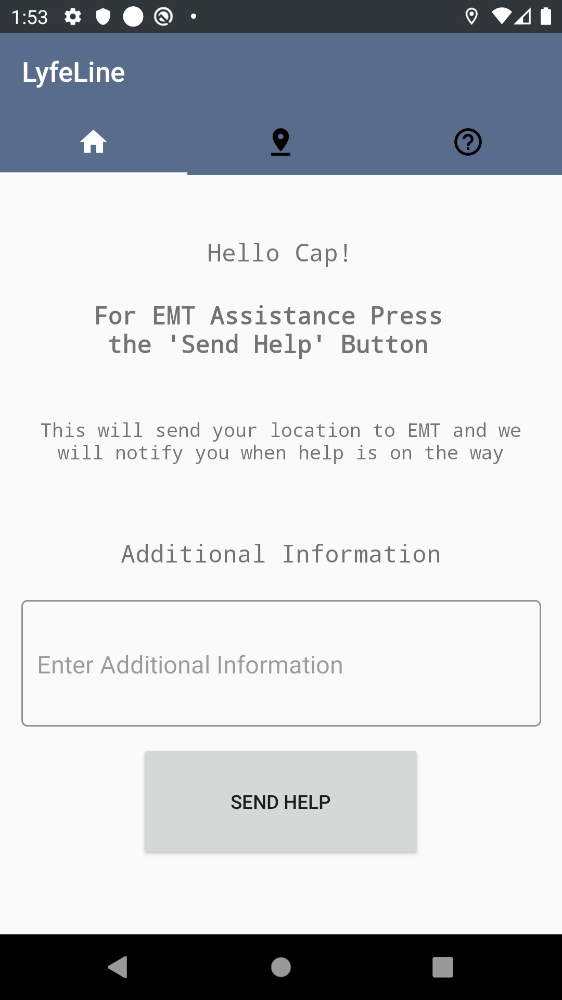 1:53
LyfeLine
Hello Cap!
For EMT Assistance Press
the 'Send Help' Button
This will send your location to EMT and we
will notify you when help is on the way
Additional Information
Enter Additional Information
SEND HELP